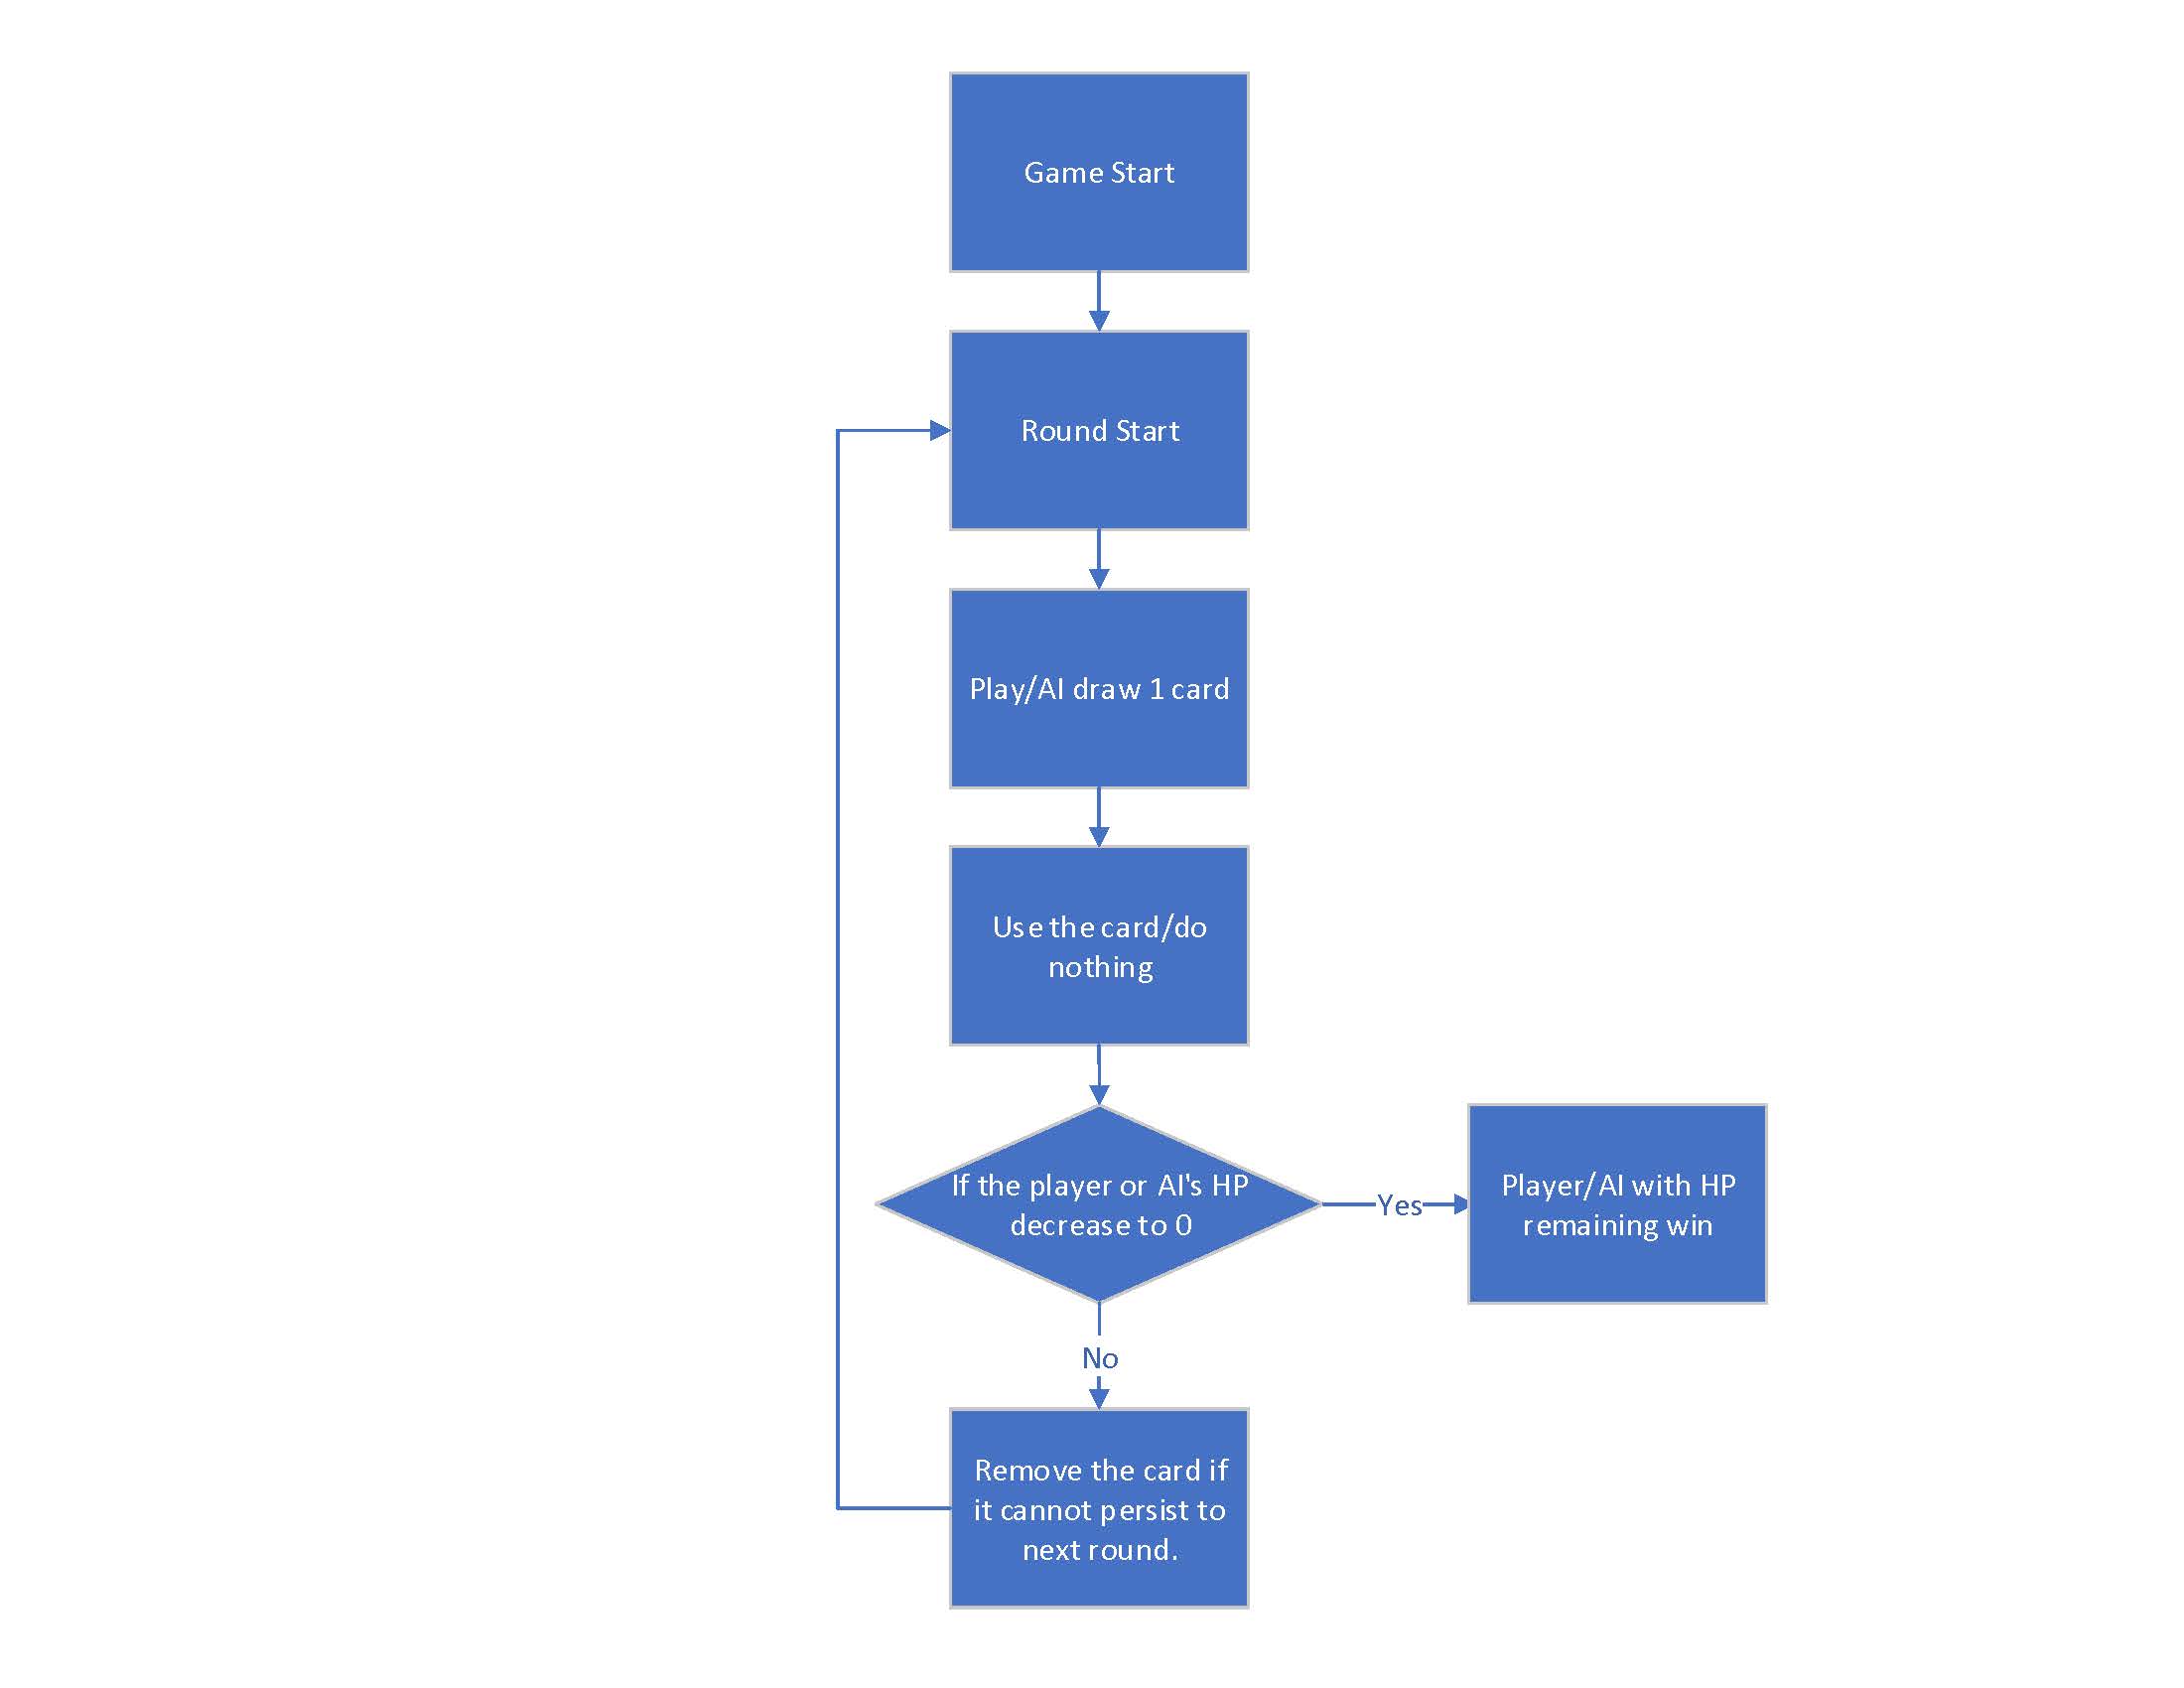 Game Start
Round Start
Play/AI draw 1 card
Use the card/do
nothing
If the player or AI's HP
decrease to 0
Yes
Player/AI with HP
remaining win
No
Remove the card if
it cannot persist to
next round.